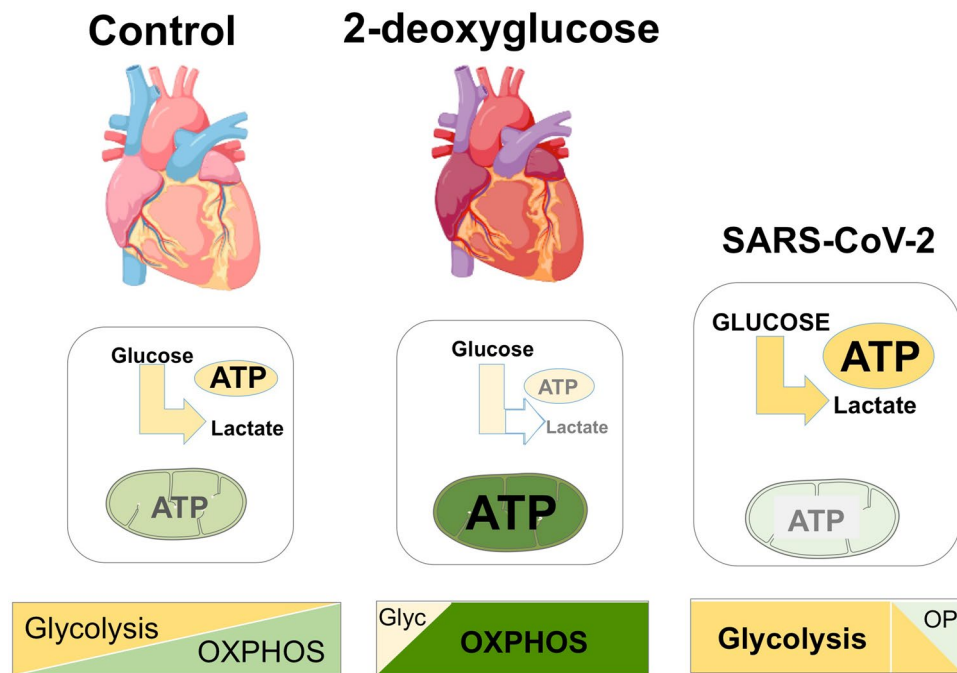 Control
2-deoxyglucose
SARS-CoV-2
Glucose
ATP
Lactate
ATP
Glucose
ATP
Lactate
ATP
GLUCOSE
ATP
Lactate
ATP
Glycolysis
OXPHOS
Glyc
OXPHOS
Glycolysis
OP